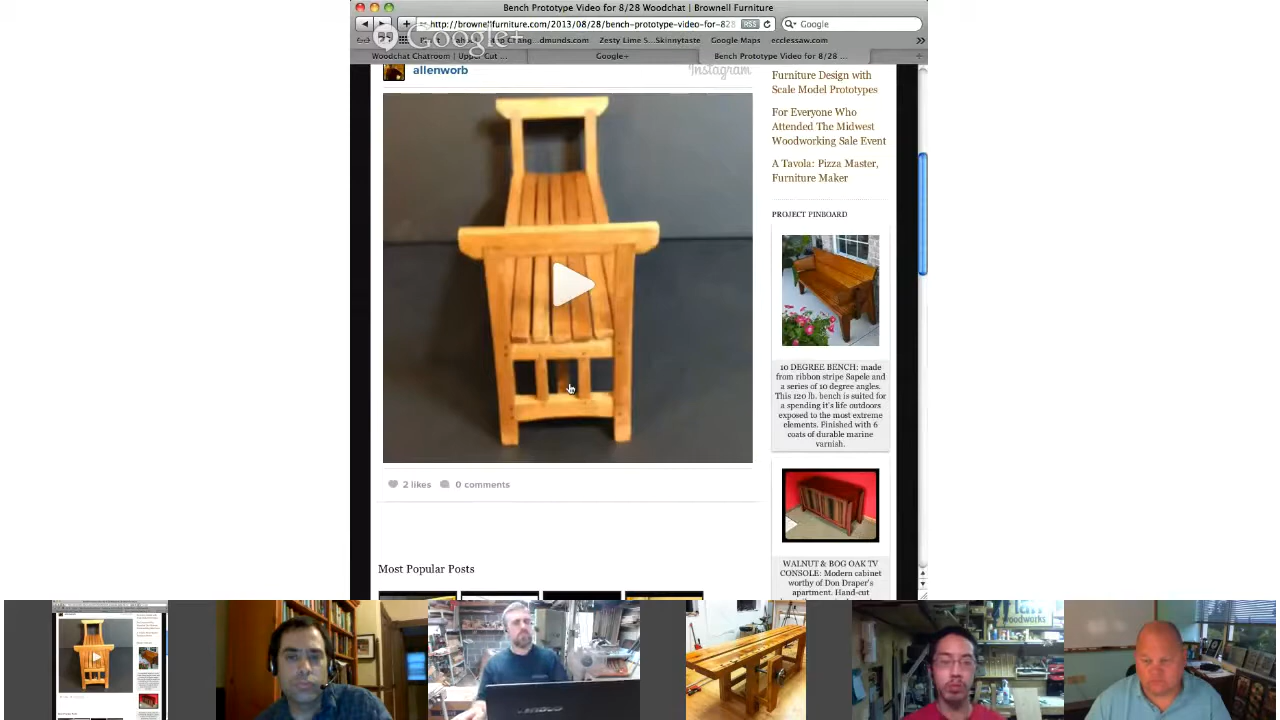 Bench Prototype Video for 8/28 Woodchat | Brownell Furniture
http://brownellfurniture.com/2013/08/28/bench-prototype-video-for-828
RSS
Google
Google+
dmunds.com
Zesty Lime S...Skinnytaste
Google Maps
ecclessaw.com
Woodchat Chatroom | Upper Cut ...
Google+
Bench Prototype Video for 8/28 ...
allenworb
Instagram
2 likes
0 comments
Most Popular Posts
Furniture Design with
Scale Model Prototypes
For Everyone Who
Attended The Midwest
Woodworking Sale Event
A Tavola: Pizza Master,
Furniture Maker
PROJECT PINBOARD
10 DEGREE BENCH: made
from ribbon stripe Sapele and
a series of 10 degree angles.
This 120 lb. bench is suited for
a spending it's life outdoors
exposed to the most extreme
elements. Finished with 6
coats of durable marine
varnish.
WALNUT & BOG OAK TV
CONSOLE: Modern cabinet
worthy of Don Draper's
apartment. Hand-cut
woodworks